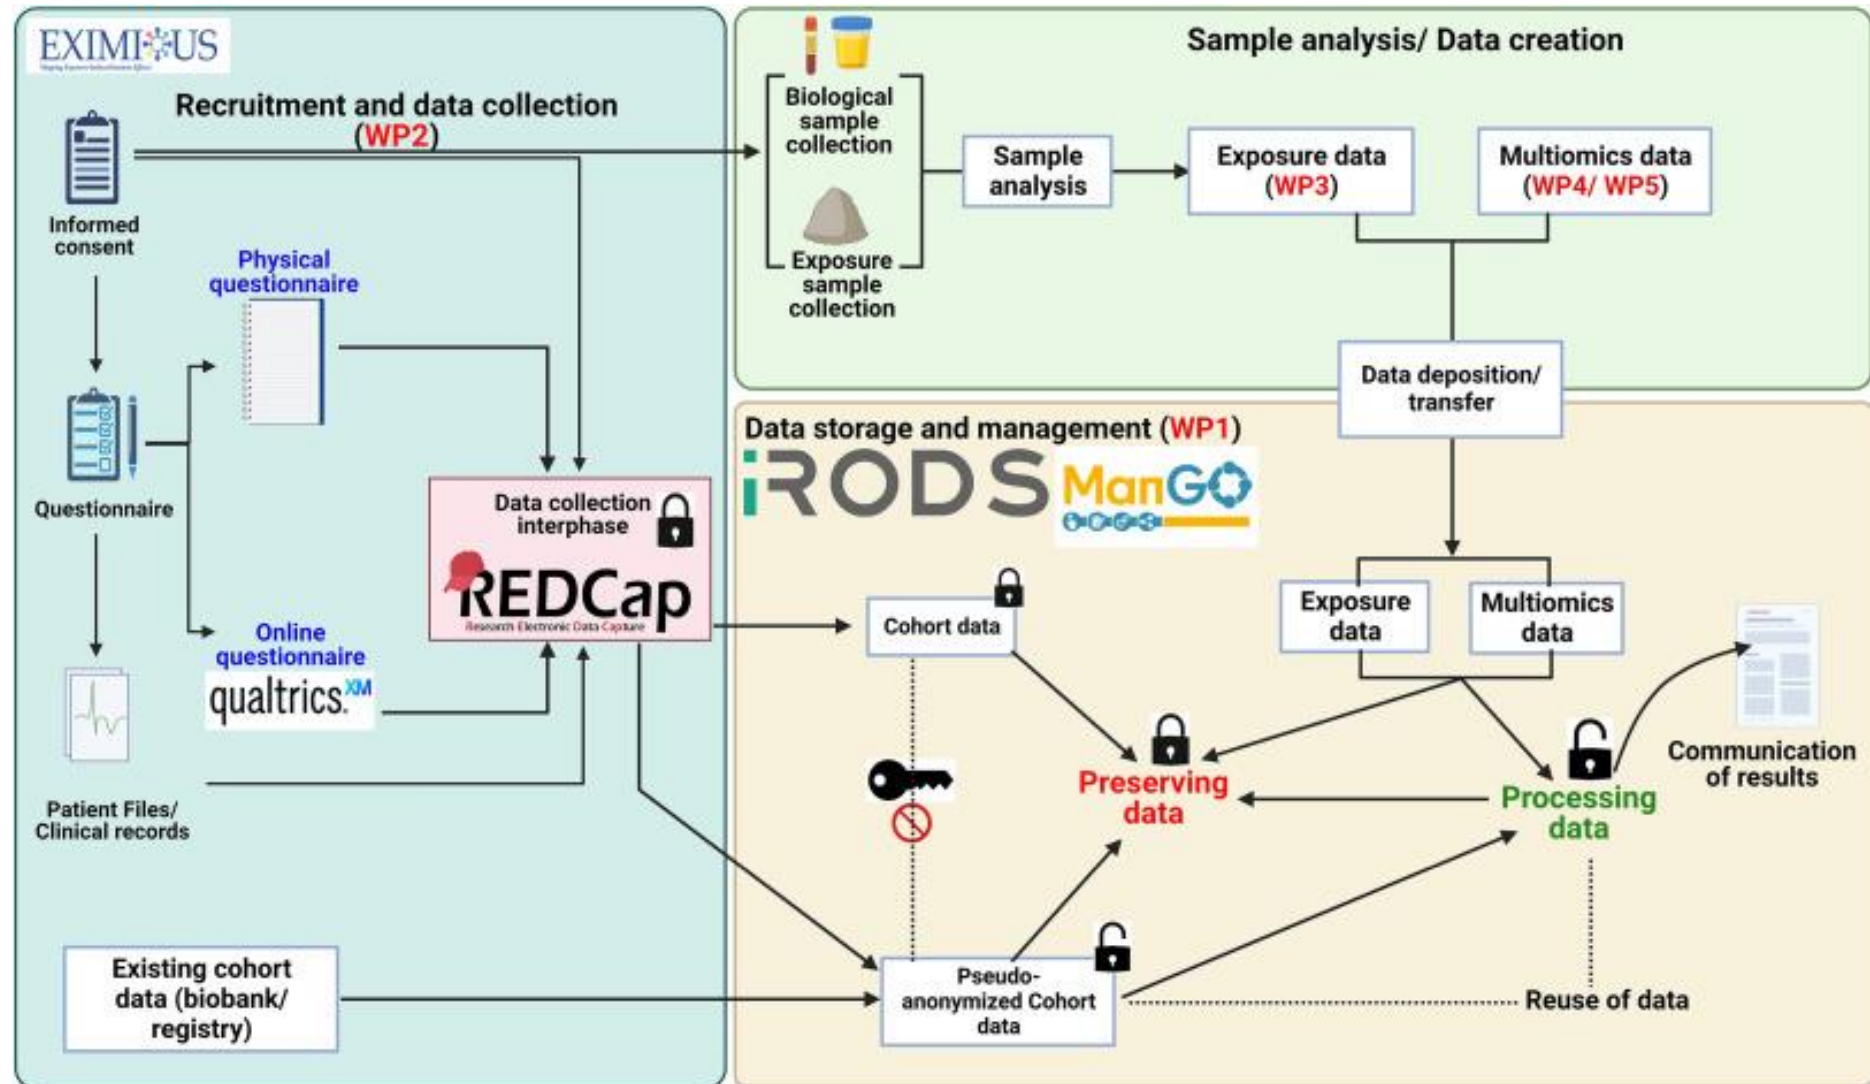 EXIMI US
Recruitment and data collection
(WP2)
Informed
consent
Physical
questionnaire
Questionnaire
Online
questionnaire
qualtrics.XM
Patient Files/
Clinical records
Data collection
interphase
REDCap
Research Electronic Data Capture
Existing cohort
data (biobank/
registry)
Sample analysis/ Data creation
Biological
sample
collection
Exposure
sample
collection
Sample
analysis
Exposure data
(WP3)
Multiomics data
(WP4/ WP5)
Data deposition/
transfer
Data storage and management (WP1)
iRODS
ManGO
Cohort data
Exposure
data
Multiomics
data
Preserving
data
Processing
data
Communication
of results
Pseudo-
anonymized Cohort
data
Reuse of data